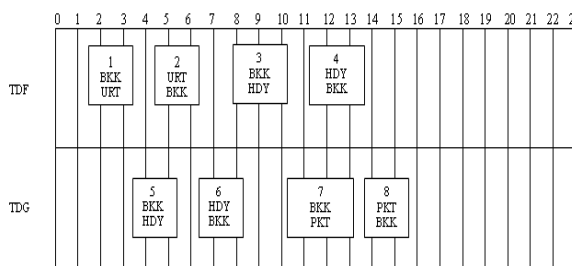 0 1 2 3 4 5 6 7 8 9 10 11 12 13 14 15 16 17 18 19 20 21 22 2
TDF
1
BKK
URT
2
URT
BKK
3
BKK
HDY
4
HDY
BKK
TDG
5
BKK
HDY
6
HDY
BKK
7
BKK
PKT
8
PKT
BKK